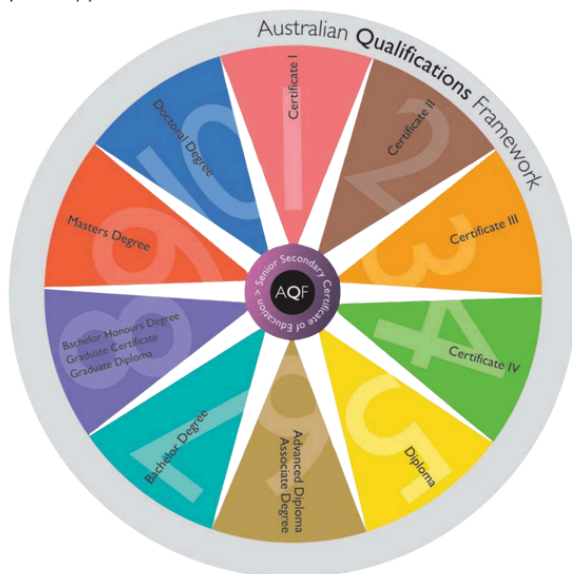 Australian Qualifications Framework
1
Certificate I
2
Certificate II
3
Certificate III
4
Certificate IV
5
Diploma
6
Advanced Diploma
Associate Degree
7
Bachelor Degree
8
Bachelor Honours Degree
Graduate Certificate
Graduate Diploma
9
Masters Degree
10
Doctoral Degree
Senior Secondary Certificate of Education >
AQF